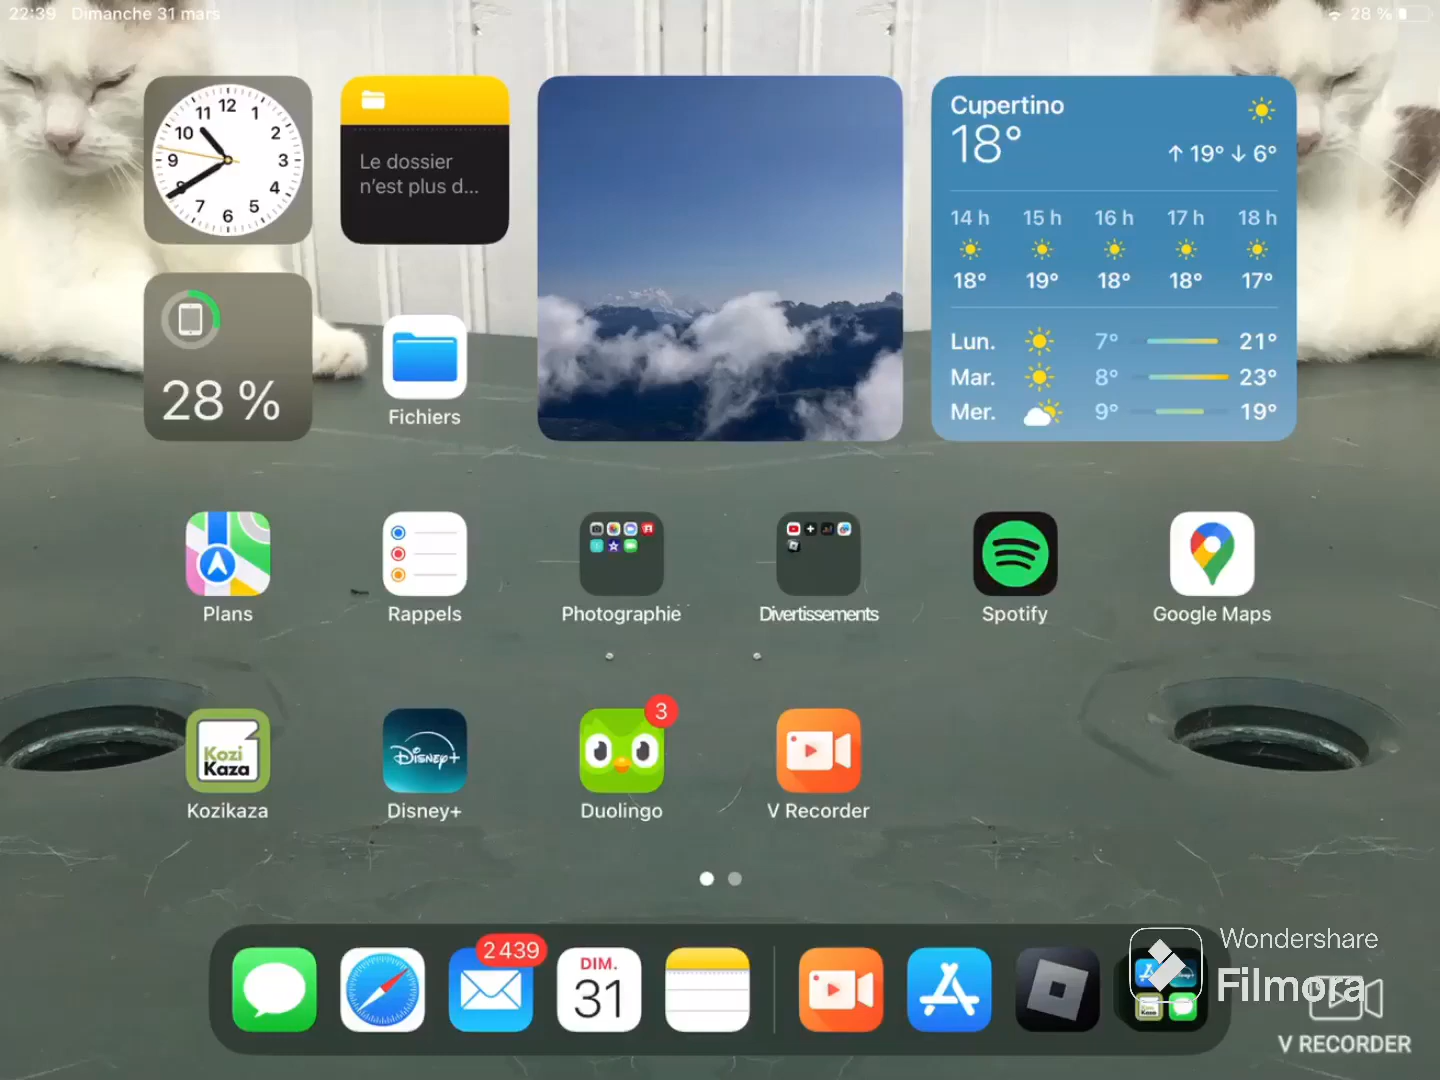 22:39 Dimanche 31 mars
28 %
12
11 1
10 2
9 3
8 4
7 5
6
Le dossier
n'est plus d...
Cupertino
18°
↑ 19° ↓ 6°
14 h 15 h 16 h 17 h 18 h
18° 19° 18° 18° 17°
Lun. 7° 21°
Mar. 8° 23°
Mer. 9° 19°
28 %
Fichiers
Plans
Rappels
Photographie
Divertissements
Spotify
Google Maps
Kozi
Kaza
Disney+
3
Kozikaza
Disney+
Duolingo
V Recorder
2 439
DIM.
31
Wondershare
Filmora
V RECORDER